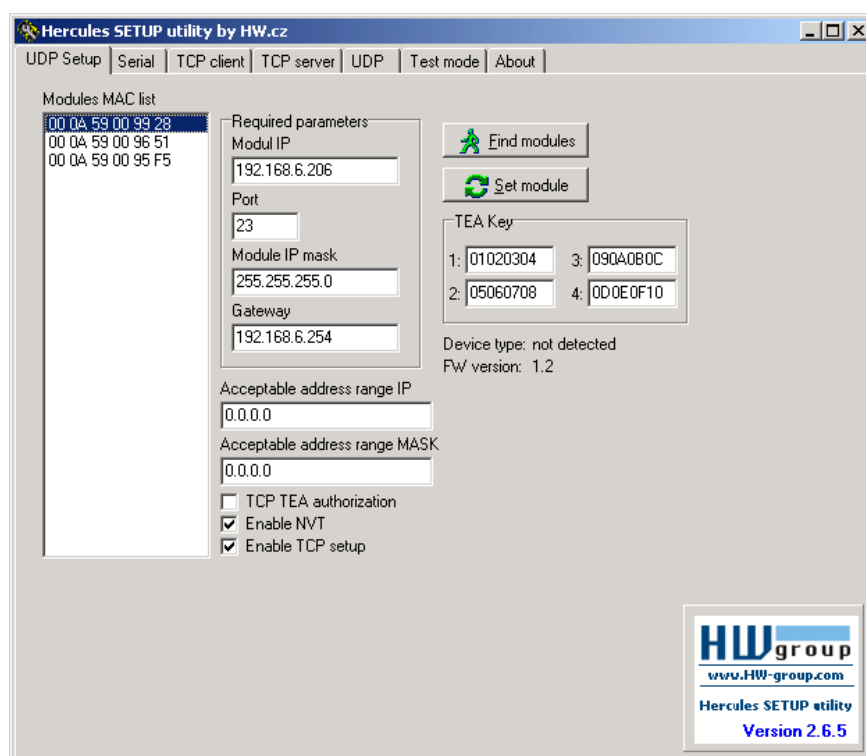 Hercules SETUP utility by HW.cz
UDP Setup Serial TCP client TCP server UDP Test mode About
Modules MAC list
00 0A 59 00 99 28
00 0A 59 00 96 51
00 0A 59 00 95 F5
Required parameters
Modul IP
192.168.6.206
Port
23
Module IP mask
255.255.255.0
Gateway
192.168.6.254
Acceptable address range IP
0.0.0.0
Acceptable address range MASK
0.0.0.0
TCP TEA authorization
Enable NVT
Enable TCP setup
Find modules
Set module
TEA Key
1: 01020304 3: 090A0B0C
2: 05060708 4: 0D0E0F10
Device type: not detected
FW version: 1.2
HW group
www.HW-group.com
Hercules SETUP utility
Version 2.6.5